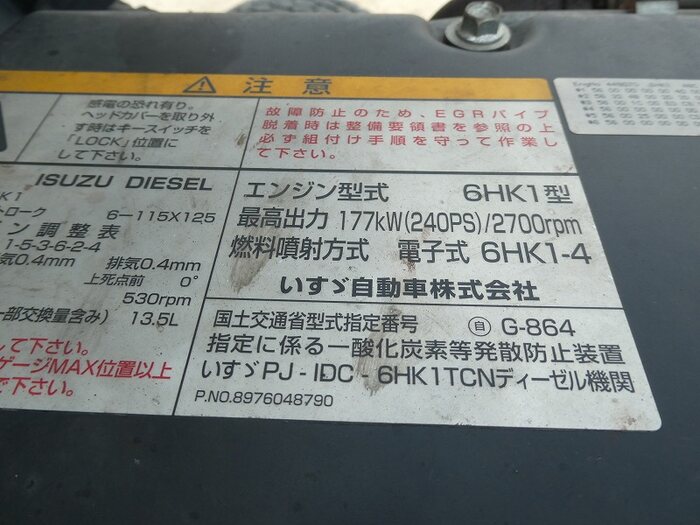 注意
感電の恐れ有り。
ヘッドカバーを取り外
す時はキースイッチを
「LOCK」位置に
して下さい。
故障防止のため、EGRパイプ
脱着時は整備要領書を参照の上
必ず組付け手順を守って作業し
て下さい。
ISUZU DIESEL
K1
ローク 6-115X125
ン調整表
1-5-3-6-2-4
気0.4mm 排気0.4mm
上死点前 0°
530rpm
一部交換量含み) 13.5L
して下さい。
ゲージMAX位置以上
で下さい。
エンジン型式 6HK1型
最高出力 177kW(240PS)/2700rpm
燃料噴射方式 電子式 6HK1-4
いすゞ自動車株式会社
国土交通省型式指定番号 自 G-864
指定に係る一酸化炭素等発散防止装置
いすゞPJ-IDC-6HK1TCNディーゼル機関
P.NO.8976048790